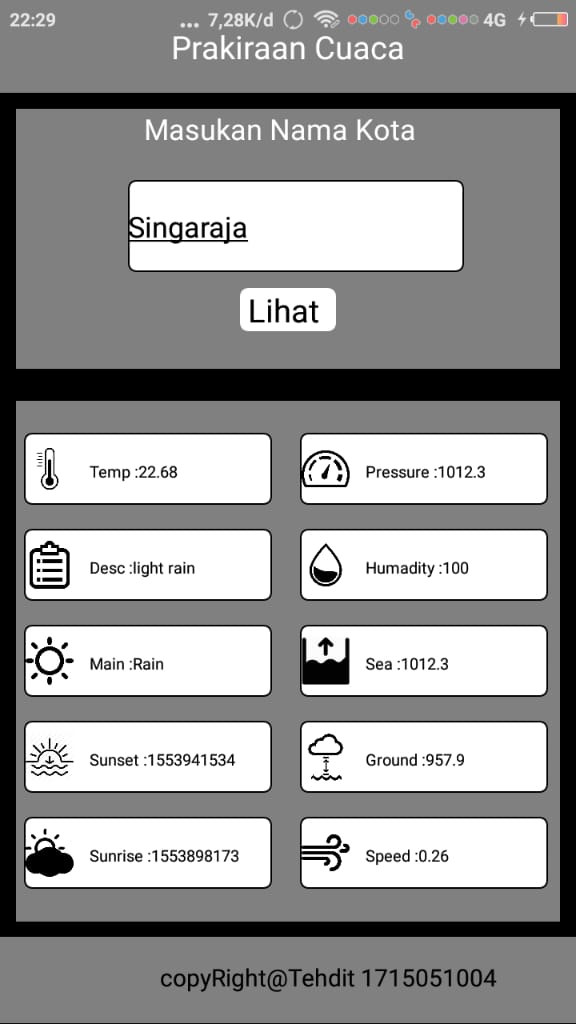 22:29 ... 7,28K/d 4G
Prakiraan Cuaca
Masukan Nama Kota
Singaraja
Lihat
Temp :22.68
Pressure :1012.3
Desc :light rain
Humadity :100
Main :Rain
Sea :1012.3
Sunset :1553941534
Ground :957.9
Sunrise :1553898173
Speed :0.26
copyRight@Tehdit 1715051004